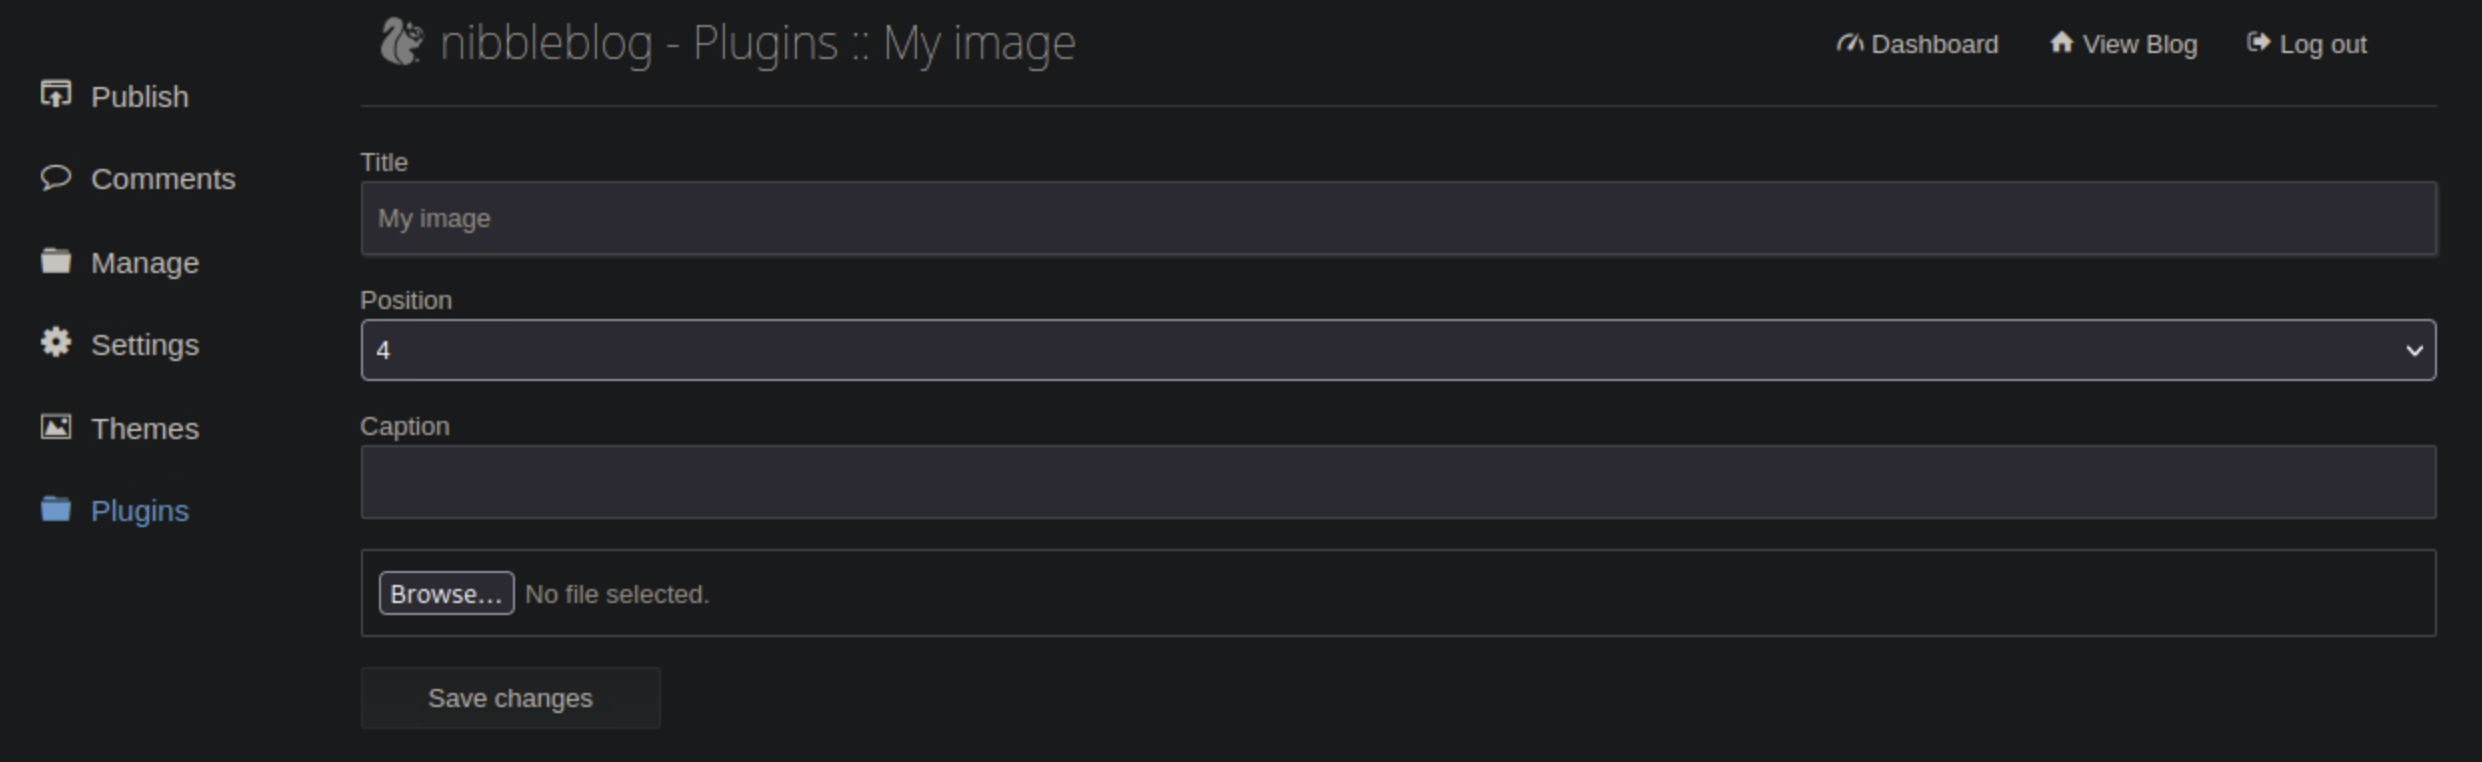 nibbleblog - Plugins :: My image
Dashboard
View Blog
Log out
Publish
Comments
Manage
Settings
Themes
Plugins
Title
My image
Position
4
Caption
Browse... No file selected.
Save changes